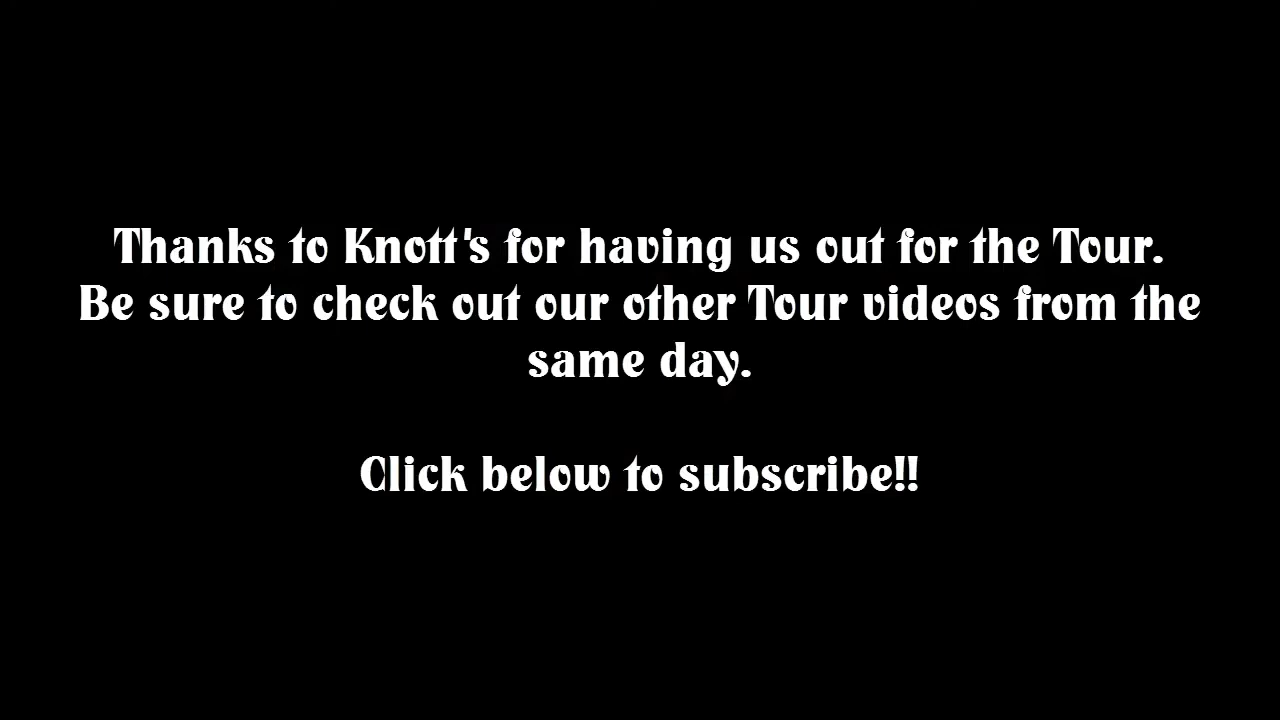 Thanks to Knott's for having us out for the Tour.
Be sure to check out our other Tour videos from the
same day.
Click below to subscribe!!